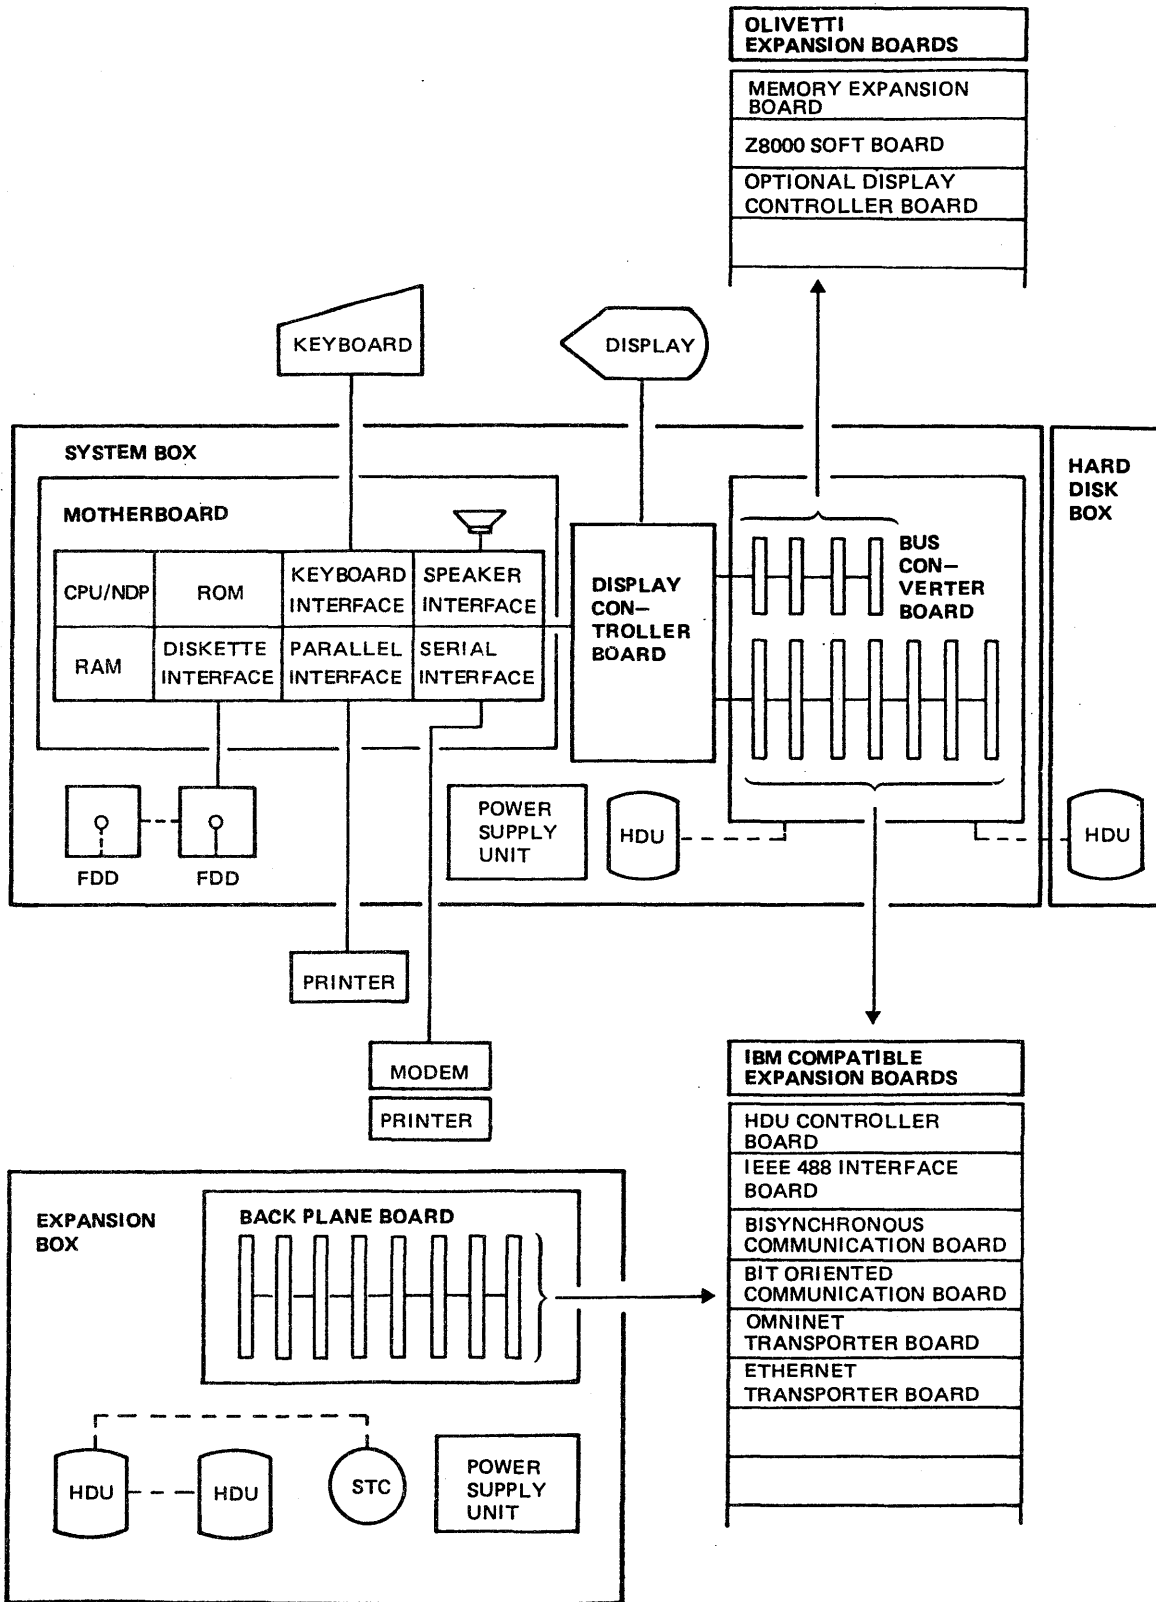 OLIVETTI
EXPANSION BOARDS
MEMORY EXPANSION
BOARD
Z8000 SOFT BOARD
OPTIONAL DISPLAY
CONTROLLER BOARD
KEYBOARD
DISPLAY
SYSTEM BOX
HARD
DISK
BOX
MOTHERBOARD
CPU/NDP
ROM
KEYBOARD
INTERFACE
SPEAKER
INTERFACE
RAM
DISKETTE
INTERFACE
PARALLEL
INTERFACE
SERIAL
INTERFACE
DISPLAY
CON–
TROLLER
BOARD
BUS
CON–
VERTER
BOARD
FDD
FDD
POWER
SUPPLY
UNIT
HDU
HDU
PRINTER
MODEM
PRINTER
IBM COMPATIBLE
EXPANSION BOARDS
HDU CONTROLLER
BOARD
IEEE 488 INTERFACE
BOARD
BISYNCHRONOUS
COMMUNICATION BOARD
BIT ORIENTED
COMMUNICATION BOARD
OMNINET
TRANSPORTER BOARD
ETHERNET
TRANSPORTER BOARD
EXPANSION
BOX
BACK PLANE BOARD
HDU
HDU
STC
POWER
SUPPLY
UNIT